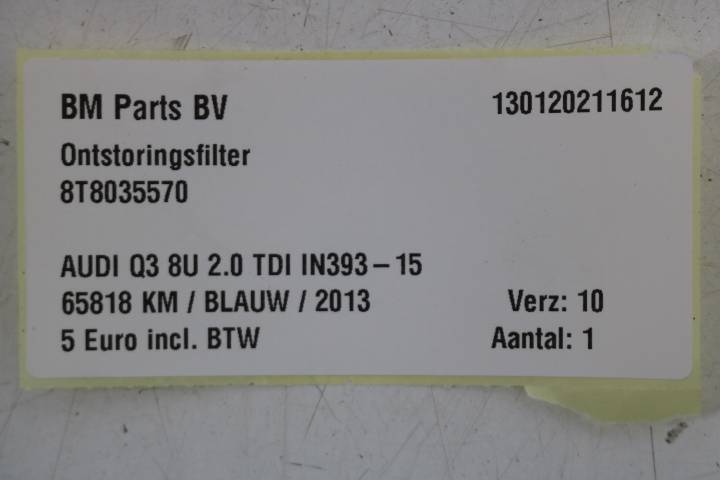 BM Parts BV 130120211612
Ontstoringsfilter
8T8035570
AUDI Q3 8U 2.0 TDI IN393-15
65818 KM / BLAUW / 2013 Verz: 10
5 Euro incl. BTW Aantal: 1